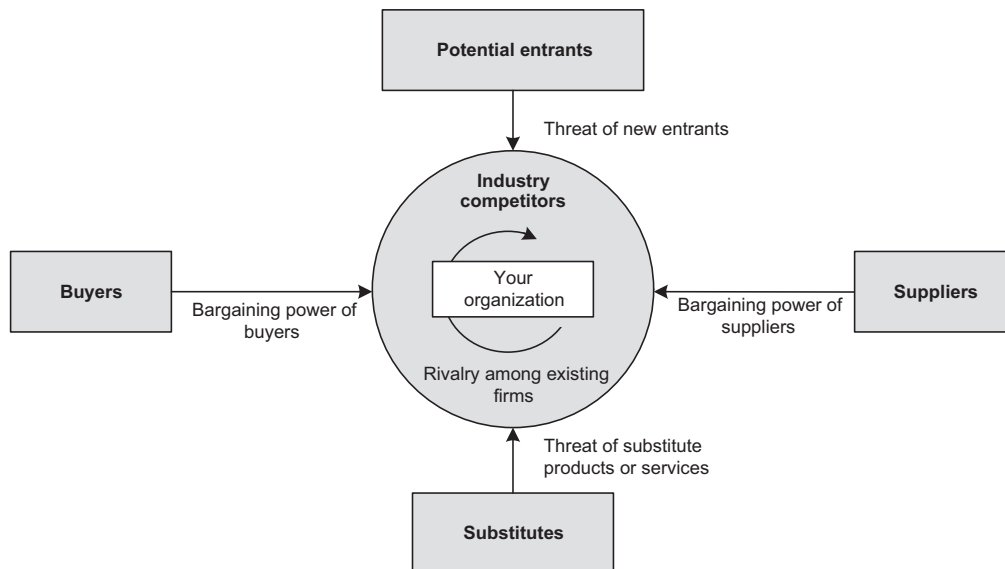 Potential entrants
Threat of new entrants
Industry
competitors
Your
organization
Buyers
Bargaining power of
buyers
Suppliers
Bargaining power of
suppliers
Rivalry among existing
firms
Threat of substitute
products or services
Substitutes